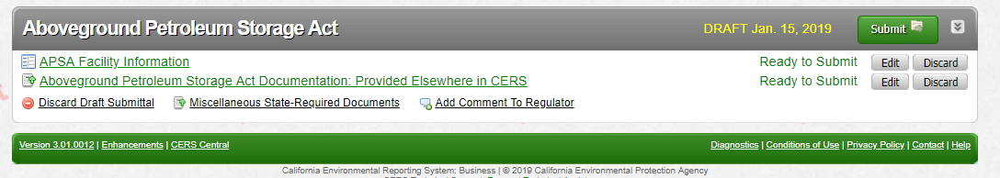 Aboveground Petroleum Storage Act DRAFT Jan. 15, 2019 Submit
APSA Facility Information Ready to Submit Edit Discard
Aboveground Petroleum Storage Act Documentation: Provided Elsewhere in CERS Ready to Submit Edit Discard
Discard Draft Submittal Miscellaneous State-Required Documents Add Comment To Regulator
Version 3.01.0012 | Enhancements | CERS Central Diagnostics | Conditions of Use | Privacy Policy | Contact | Help
California Environmental Reporting System: Business | © 2019 California Environmental Protection Agency